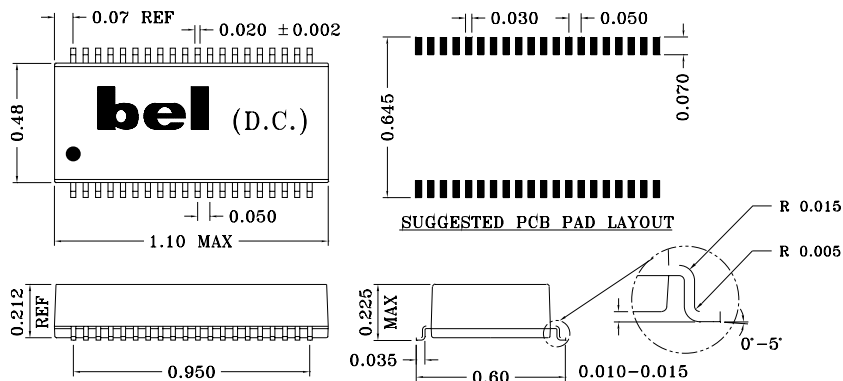 0.07 REF
0.020 ±0.002
0.030
0.050
0.48
bel (D.C.)
0.645
0.070
0.050
1.10 MAX
SUGGESTED PCB PAD LAYOUT
R 0.015
R 0.005
0.212 REF
0.225 MAX
0°-5°
0.950
0.035
0.60
0.010-0.015